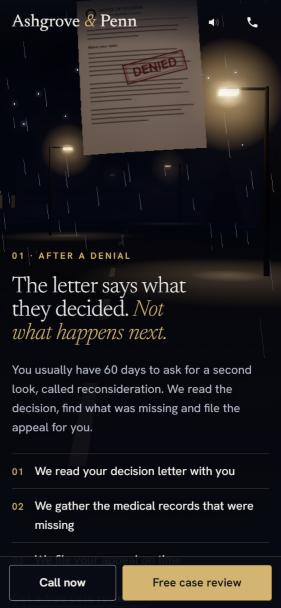 Ashgrove & Penn
DENIED
01 · AFTER A DENIAL
The letter says what
they decided. Not
what happens next.
You usually have 60 days to ask for a second
look, called reconsideration. We read the
decision, find what was missing and file the
appeal for you.
01 We read your decision letter with you
02 We gather the medical records that were
missing
Call now
Free case review